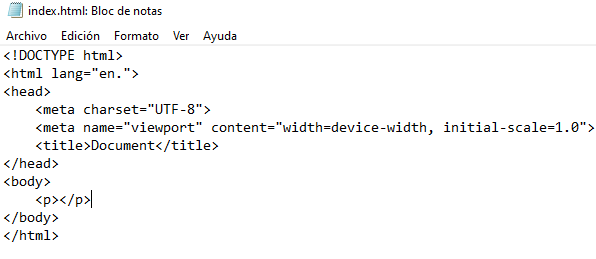 index.html: Bloc de notas
Archivo Edición Formato Ver Ayuda
<!DOCTYPE html>
<html lang="en.">
<head>
    <meta charset="UTF-8">
    <meta name="viewport" content="width=device-width, initial-scale=1.0">
    <title>Document</title>
</head>
<body>
    <p></p>
</body>
</html>